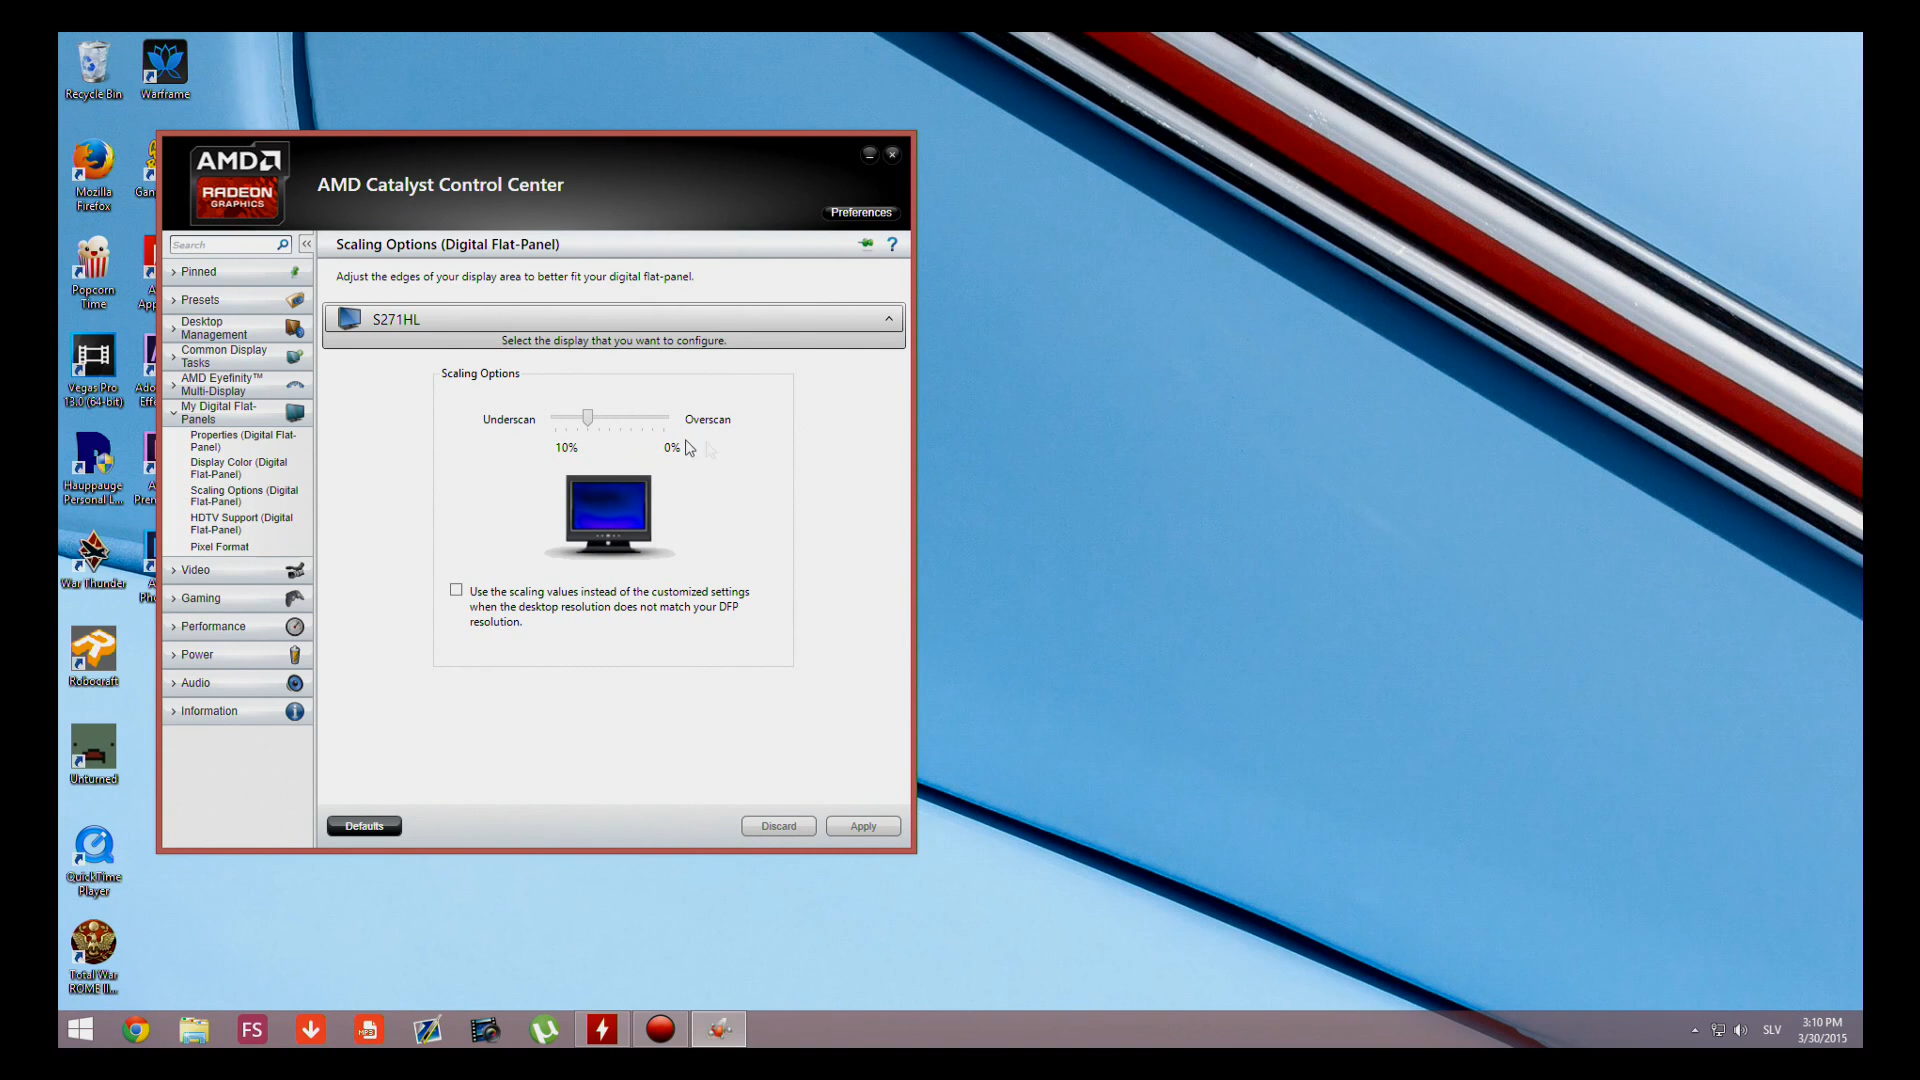 Recycle Bin
Warframe
Mozilla
Firefox
Popcorn
Time
Vegas Pro
13.0 (64-bit)
Hauppauge
Personal L...
War Thunder
Robocraft
Unturned
QuickTime
Player
Total War
ROME II...
AMD
RADEON
GRAPHICS
AMD Catalyst Control Center
Preferences
Search
Pinned
Presets
Desktop
Management
Common Display
Tasks
AMD Eyefinity™
Multi-Display
My Digital Flat-
Panels
Properties (Digital Flat-
Panel)
Display Color (Digital
Flat-Panel)
Scaling Options (Digital
Flat-Panel)
HDTV Support (Digital
Flat-Panel)
Pixel Format
Video
Gaming
Performance
Power
Audio
Information
Scaling Options (Digital Flat-Panel)
Adjust the edges of your display area to better fit your digital flat-panel.
S271HL
Select the display that you want to configure.
Scaling Options
Underscan Overscan
10% 0%
Use the scaling values instead of the customized settings
when the desktop resolution does not match your DFP
resolution.
Defaults
Discard
Apply
FS
MP3
SLV
3:10 PM
3/30/2015